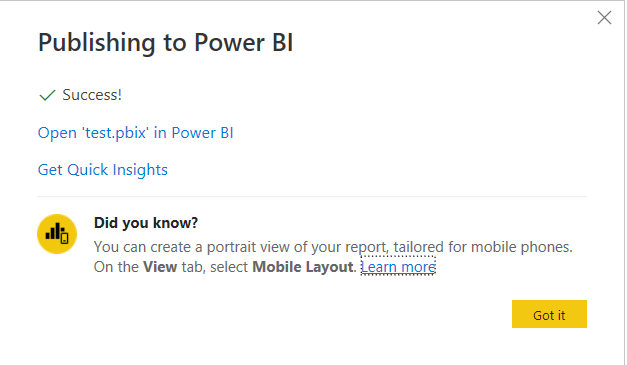 Publishing to Power BI
Success!
Open 'test.pbix' in Power BI
Get Quick Insights
Did you know?
You can create a portrait view of your report, tailored for mobile phones.
On the View tab, select Mobile Layout. Learn more
Got it